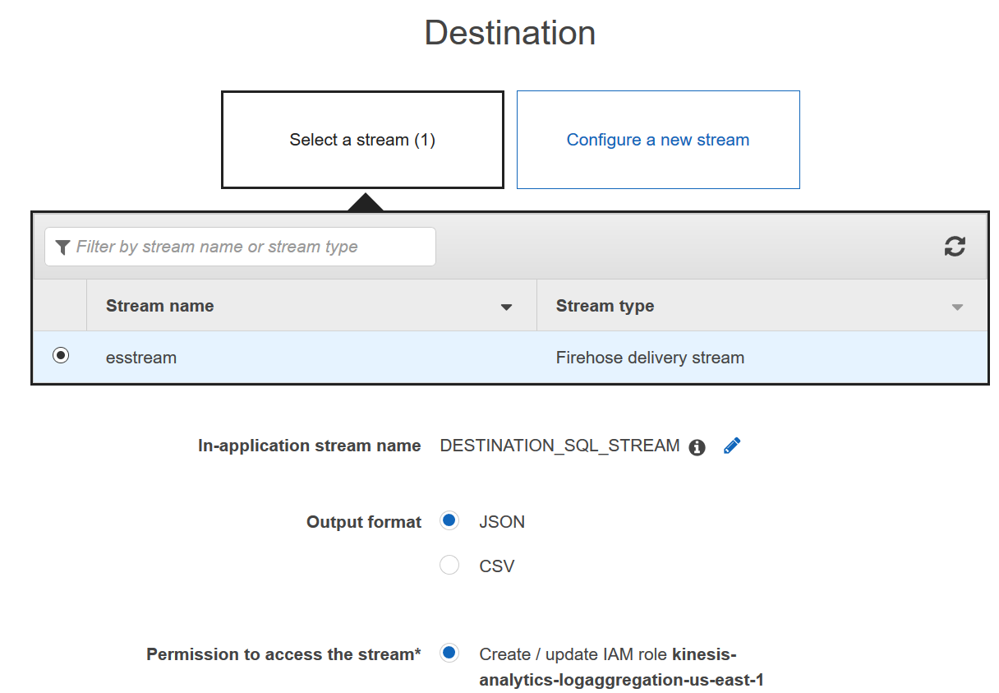 Destination
Select a stream (1)
Configure a new stream
Filter by stream name or stream type
Stream name
Stream type
esstream
Firehose delivery stream
In-application stream name
DESTINATION_SQL_STREAM
Output format
JSON
CSV
Permission to access the stream*
Create / update IAM role kinesis-
analytics-logaggregation-us-east-1